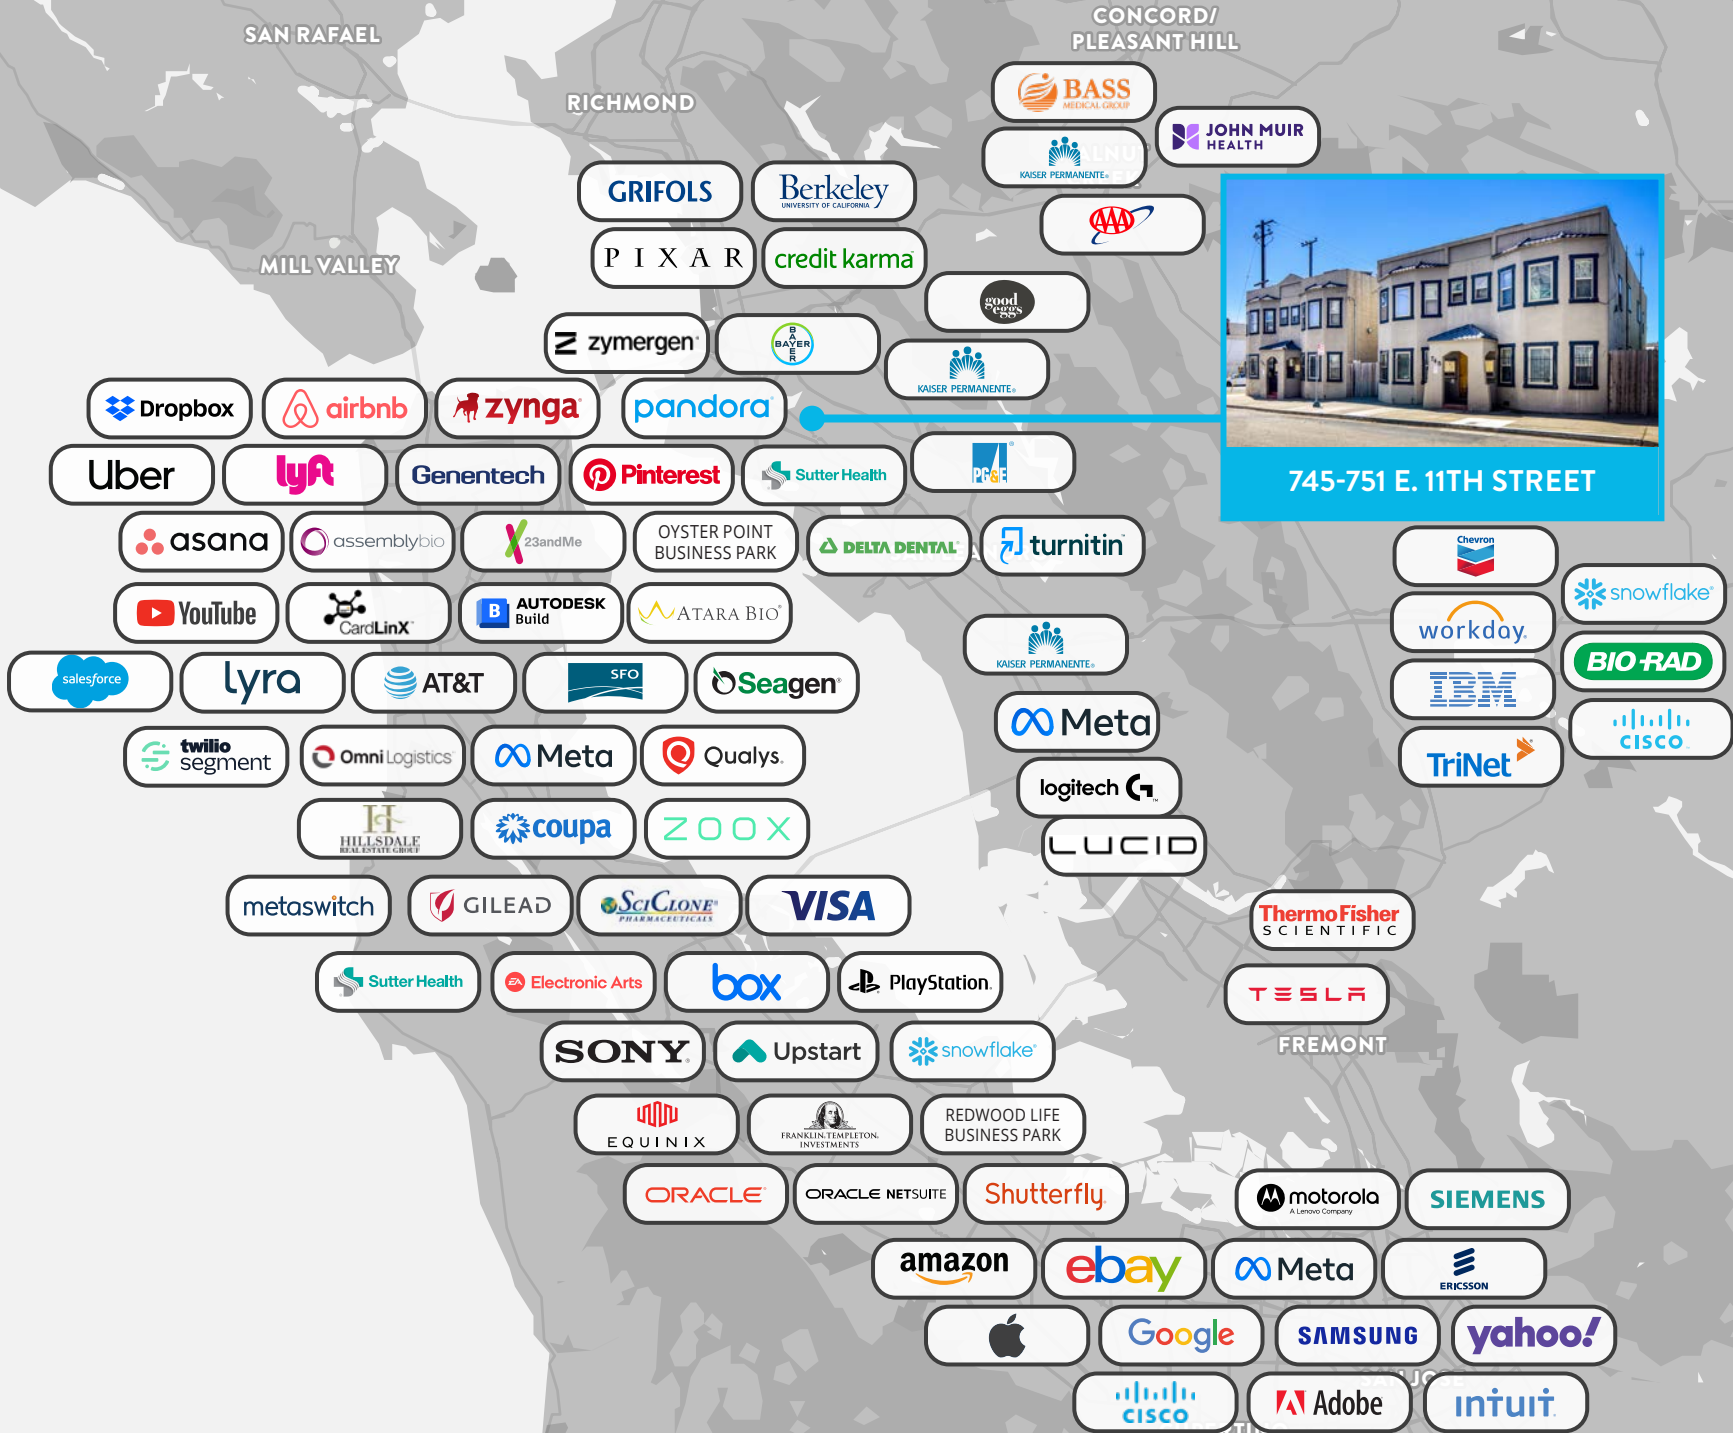 SAN RAFAEL
CONCORD/
PLEASANT HILL
RICHMOND
BASS
MEDICAL GROUP
JOHN MUIR
HEALTH
KAISER PERMANENTE®
GRIFOLS
Berkeley
UNIVERSITY OF CALIFORNIA
AAA
PIXAR
credit karma
MILL VALLEY
good
eggs
zymergen
BAYER
BAYER
KAISER PERMANENTE®
Dropbox
airbnb
zynga
pandora
Uber
lyft
Genentech
Pinterest
Sutter Health
PG&E
745-751 E. 11TH STREET
asana
assemblybio
23andMe
OYSTER POINT
BUSINESS PARK
DELTA DENTAL
turnitin
Chevron
snowflake
YouTube
CardLinX
B AUTODESK
Build
ATARA BIO
workday.
KAISER PERMANENTE®
BIO-RAD
salesforce
lyra
AT&T
SFO
Seagen
IBM
CISCO
Meta
twilio
segment
Omni Logistics
Meta
Qualys.
TriNet
logitech G
HILLSDALE
REAL ESTATE GROUP
coupa
ZOOX
LUCID
metaswitch
GILEAD
SCICLONE
PHARMACEUTICALS
VISA
ThermoFisher
SCIENTIFIC
Sutter Health
EA Electronic Arts
box
PlayStation.
TESLA
SONY
Upstart
snowflake
FREMONT
EQUINIX
FRANKLIN TEMPLETON
INVESTMENTS
REDWOOD LIFE
BUSINESS PARK
ORACLE
ORACLE NETSUITE
Shutterfly
motorola
A Lenovo Company
SIEMENS
amazon
ebay
Meta
ERICSSON
Google
SAMSUNG
yahoo!
SAN JOSE
CISCO
Adobe
intuit